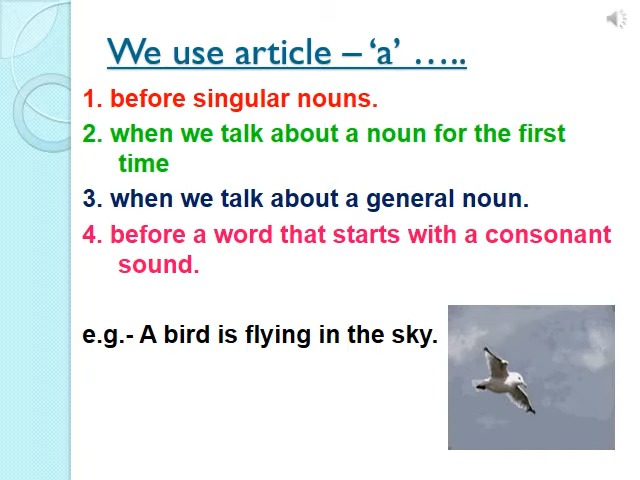 We use article – ‘a’ …..
1. before singular nouns.
2. when we talk about a noun for the first
time
3. when we talk about a general noun.
4. before a word that starts with a consonant
sound.
e.g.- A bird is flying in the sky.